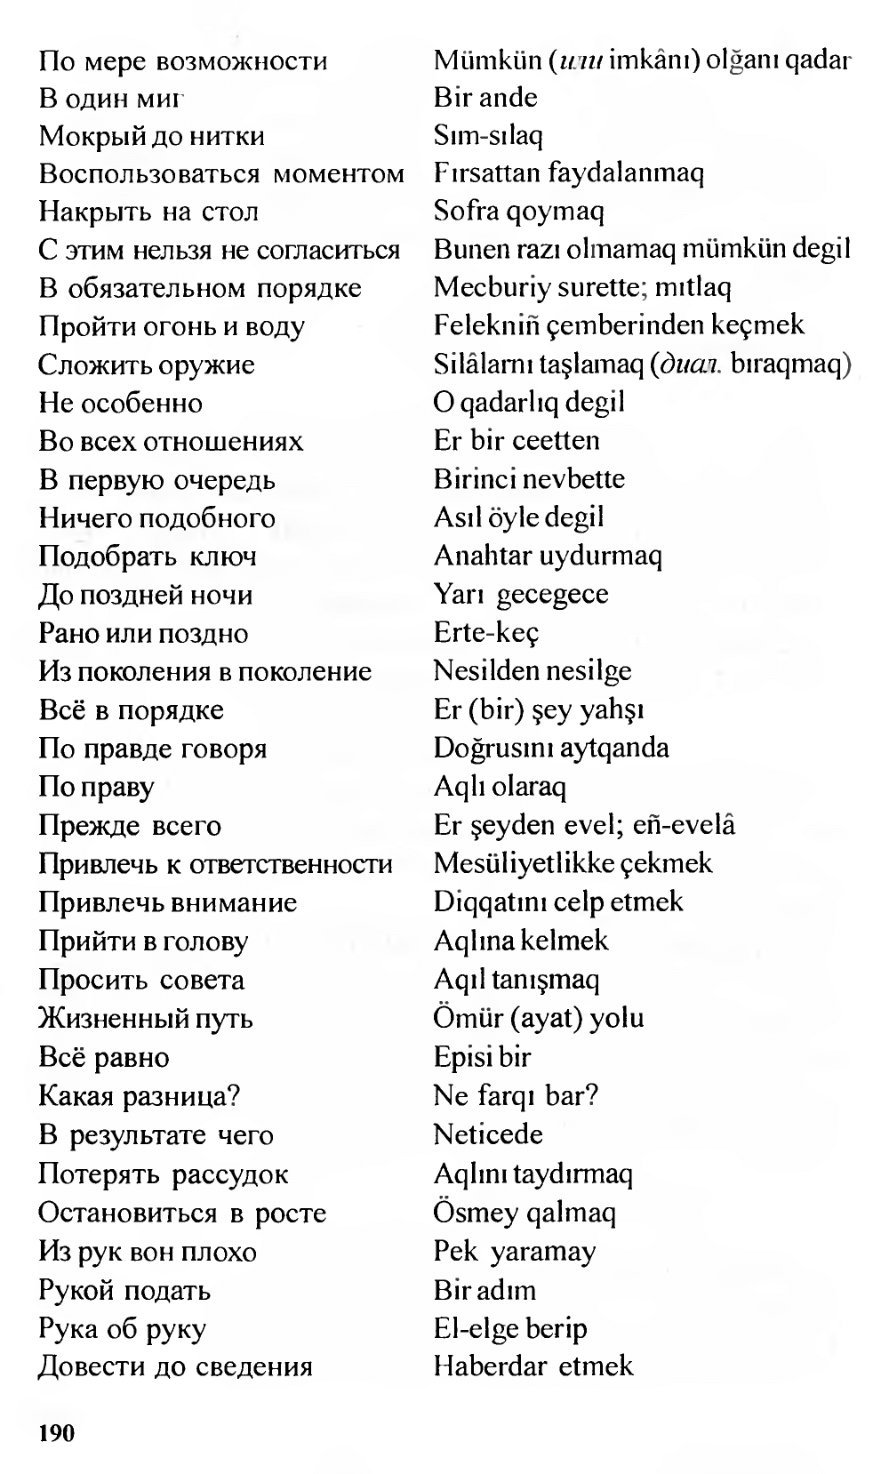 По мере возможности Mümkün (или imkânı) olğanı qadar
В один миг Bir ande
Мокрый до нитки Sım-sılaq
Воспользоваться моментом Fırsattan faydalanmaq
Накрыть на стол Sofra qoymaq
С этим нельзя не согласиться Bunen razı olmamaq mümkün degil
В обязательном порядке Mecburiy surette; mıtlaq
Пройти огонь и воду Felekniñ çemberinden keçmek
Сложить оружие Silâlarnı taşlamaq (диал. bıraqmaq)
Не особенно O qadarlıq degil
Во всех отношениях Er bir ceetten
В первую очередь Birinci nevbette
Ничего подобного Asıl öyle degil
Подобрать ключ Anahtar uydurmaq
До поздней ночи Yarı gecegece
Рано или поздно Erte-keç
Из поколения в поколение Nesilden nesilge
Всё в порядке Er (bir) şey yahşı
По правде говоря Doğrusını aytqanda
По праву Aqlı olaraq
Прежде всего Er şeyden evel; eñ-evelâ
Привлечь к ответственности Mesüliyetlikke çekmek
Привлечь внимание Diqqatını celp etmek
Прийти в голову Aqlına kelmek
Просить совета Aqıl tanışmaq
Жизненный путь Ömür (ayat) yolu
Всё равно Episi bir
Какая разница? Ne farqı bar?
В результате чего Neticede
Потерять рассудок Aqlını taydırmaq
Остановиться в росте Ösmey qalmaq
Из рук вон плохо Pek yaramay
Рукой подать Bir adım
Рука об руку El-elge berip
Довести до сведения Haberdar etmek
190